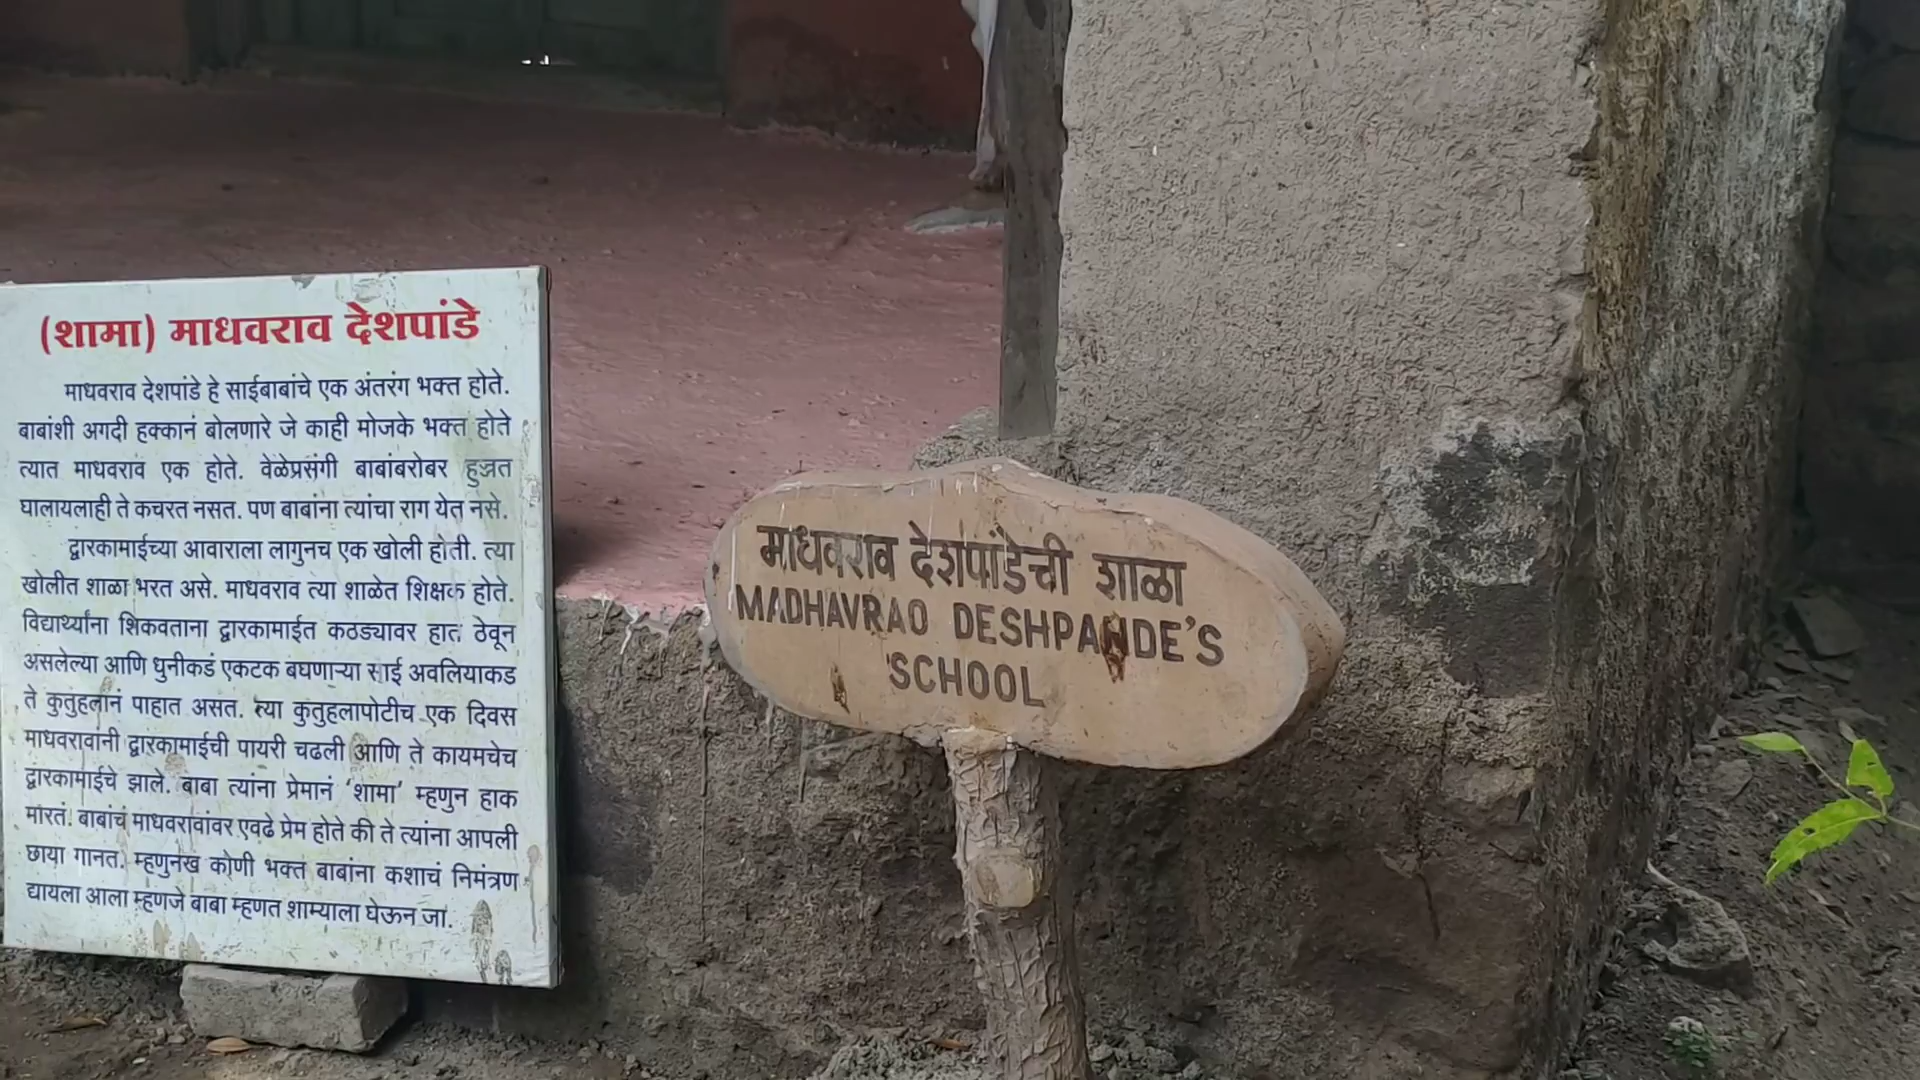 (शामा) माधवराव देशपांडे
माधवराव देशपांडे हे साईबाबांचे एक अंतरंग भक्त होते.
बाबांशी अगदी हक्कानं बोलणारे जे काही मोजके भक्त होते
त्यात माधवराव एक होते. वेळेप्रसंगी बाबांबरोबर हुज्जत
घालायलाही ते कचरत नसत. पण बाबांना त्यांचा राग येत नसे.
द्वारकामाईच्या आवाराला लागुनच एक खोली होती. त्या
खोलीत शाळा भरत असे. माधवराव त्या शाळेत शिक्षक होते.
विद्यार्थ्यांना शिकवताना द्वारकामाईत कठड्यावर हात ठेवून
असलेल्या आणि धुनीकडं एकटक बघणाऱ्या साई अवलियाकड
ते कुतुहलानं पाहात असत. त्या कुतुहलापोटीच एक दिवस
माधवरावांनी द्वारकामाईची पायरी चढली आणि ते कायमचेच
द्वारकामाईचे झाले. बाबा त्यांना प्रेमानं 'शामा' म्हणुन हाक
मारत. बाबांचं माधवरावांवर एवढे प्रेम होते की ते त्यांना आपली
छाया गानत. म्हणुनख कोणी भक्त बाबांना कशाचं निमंत्रण
द्यायला आला म्हणजे बाबा म्हणत शाम्याला घेऊन जा.
माधवराव देशपांडेची शाळा
MADHAVRAO DESHPANDE'S
SCHOOL